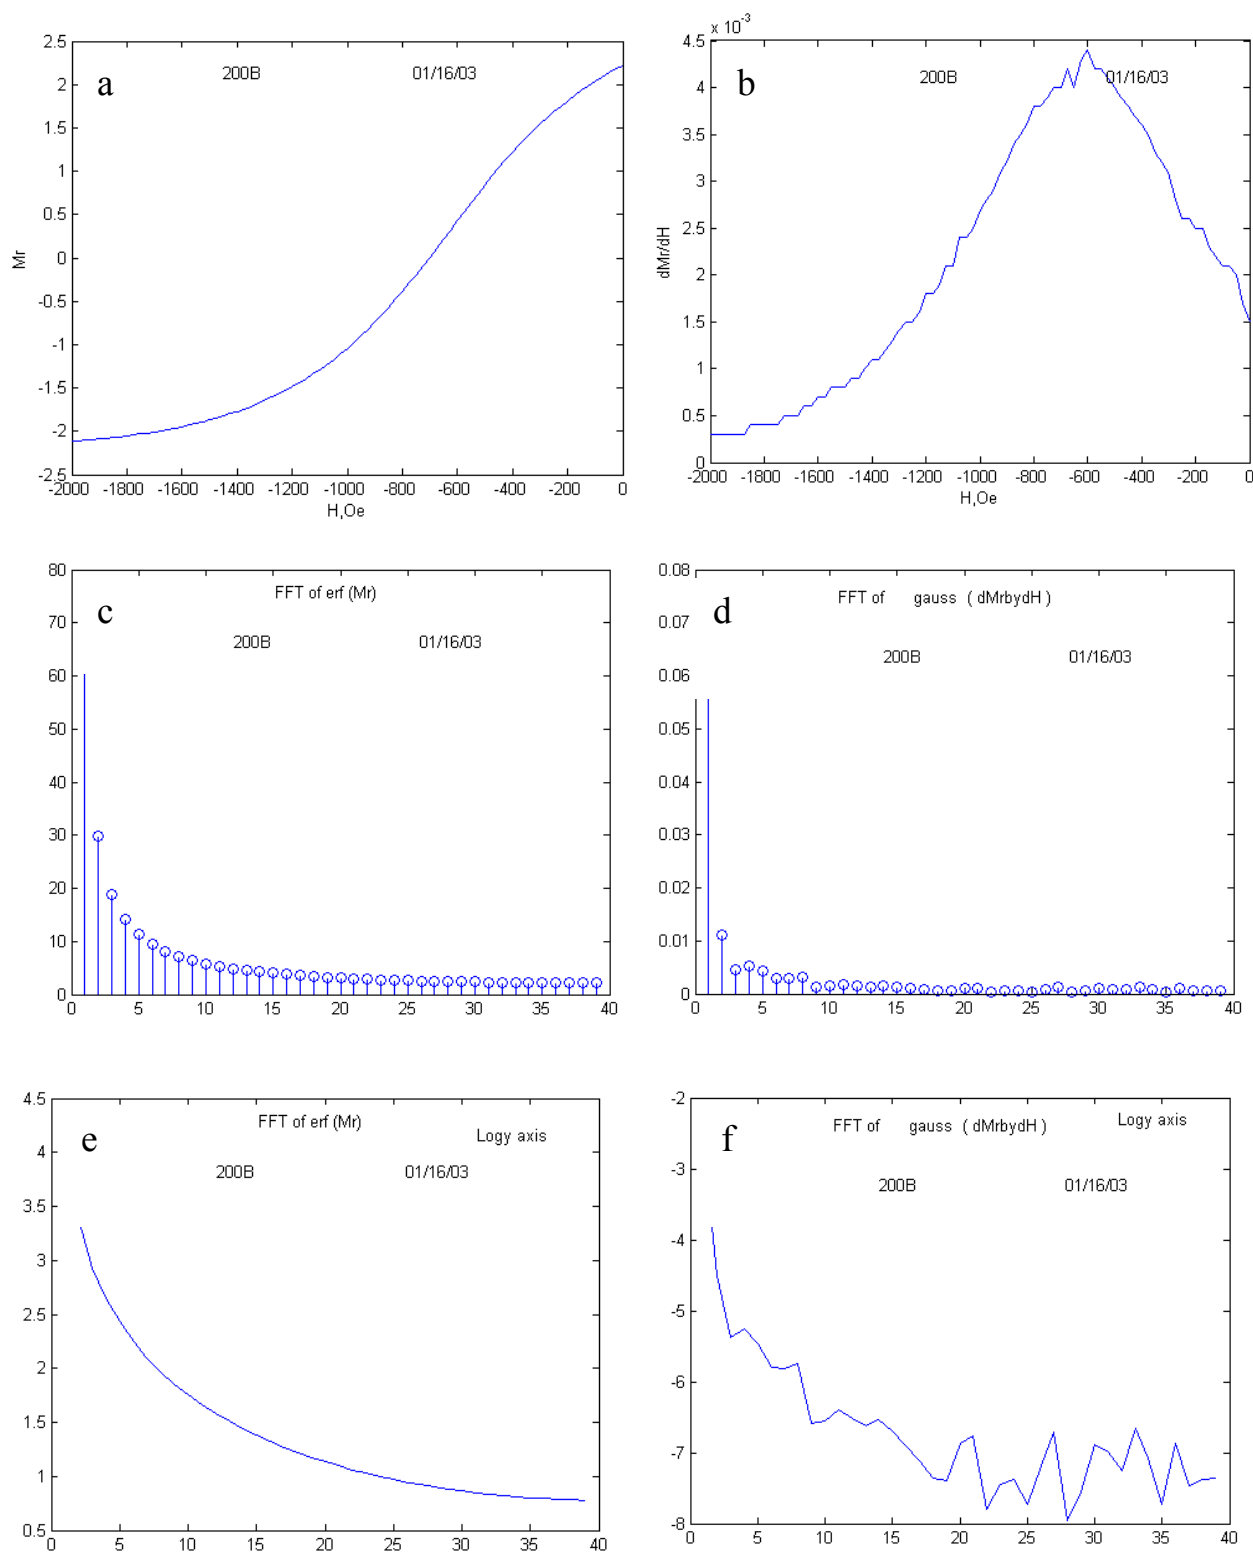 a
200B 01/16/03
2.5
2
1.5
1
0.5
0
-0.5
-1
-1.5
-2
-2.5
Mr
-2000 -1800 -1600 -1400 -1200 -1000 -800 -600 -400 -200 0
H,Oe
x 10-3
b
200B 01/16/03
4.5
4
3.5
3
2.5
2
1.5
1
0.5
0
dMr/dH
-2000 -1800 -1600 -1400 -1200 -1000 -800 -600 -400 -200 0
H,Oe
FFT of erf (Mr)
c
200B 01/16/03
80
70
60
50
40
30
20
10
0
0 5 10 15 20 25 30 35 40
FFT of gauss ( dMrbydH )
d
200B 01/16/03
0.08
0.07
0.06
0.05
0.04
0.03
0.02
0.01
0
0 5 10 15 20 25 30 35 40
FFT of erf (Mr)
e
Logy axis
200B 01/16/03
4.5
4
3.5
3
2.5
2
1.5
1
0.5
0 5 10 15 20 25 30 35 40
Logy axis
FFT of gauss ( dMrbydH )
f
200B 01/16/03
-2
-3
-4
-5
-6
-7
-8
0 5 10 15 20 25 30 35 40